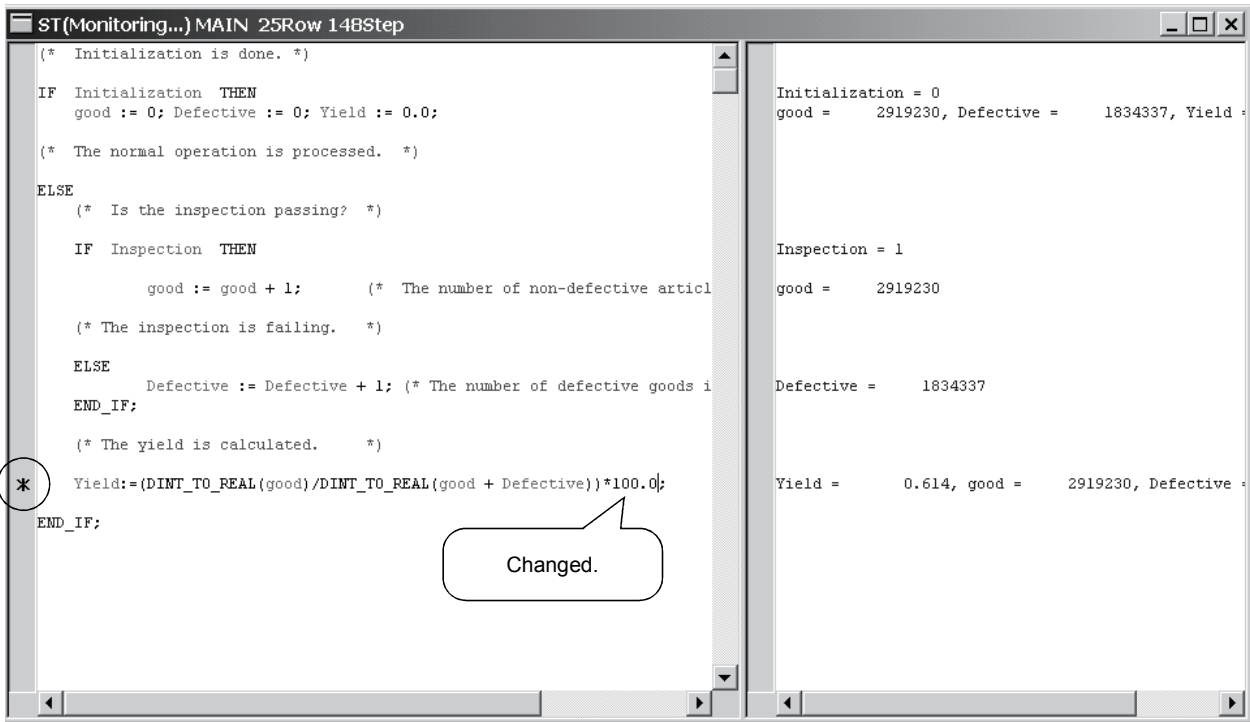 ST(Monitoring...) MAIN 25Row 148Step
(* Initialization is done. *)
IF Initialization THEN
good := 0; Defective := 0; Yield := 0.0;
(* The normal operation is processed. *)
ELSE
(* Is the inspection passing? *)
IF Inspection THEN
good := good + 1; (* The number of non-defective articl
(* The inspection is failing. *)
ELSE
Defective := Defective + 1; (* The number of defective goods i
END_IF;
(* The yield is calculated. *)
* Yield:=(DINT_TO_REAL(good)/DINT_TO_REAL(good + Defective))*100.0;
END_IF;
Changed.
Initialization = 0
good = 2919230, Defective = 1834337, Yield =
Inspection = 1
good = 2919230
Defective = 1834337
Yield = 0.614, good = 2919230, Defective =